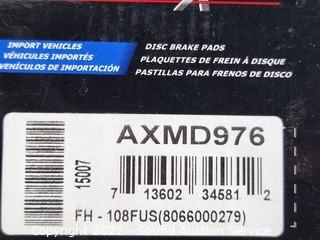 IMPORT VEHICLES
VÉHICULES IMPORTÉS
VEHÍCULOS DE IMPORTACIÓN
DISC BRAKE PADS
PLAQUETTES DE FREIN À DISQUE
PASTILLAS PARA FRENOS DE DISCO
AXMD976
15007
7 13602 34581 2
FH - 108FUS(8066000279)
Copyright 2022 - Sound Auction Service